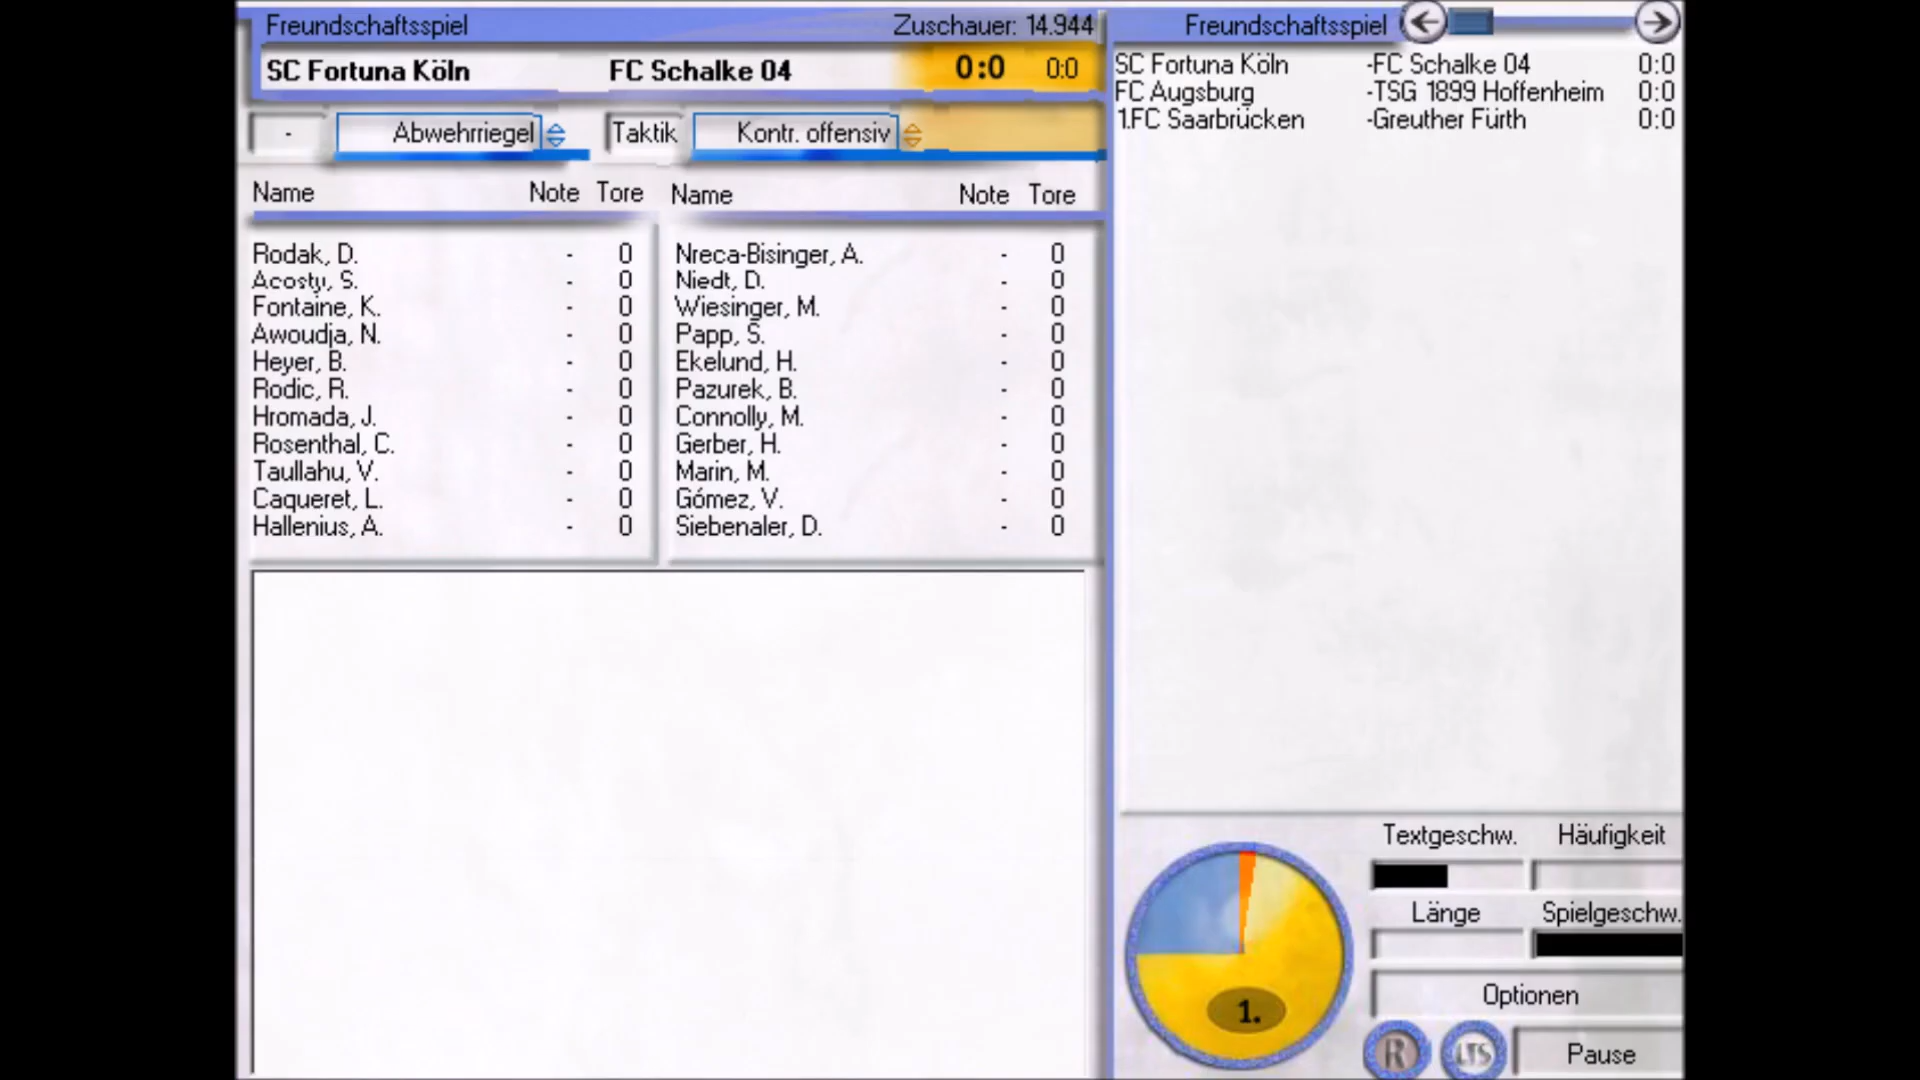 Freundschaftsspiel Zuschauer: 14.944
SC Fortuna Köln FC Schalke 04 0:0 0:0
- Abwehrriegel Taktik Kontr. offensiv
Name Note Tore Name Note Tore
Rodak, D. - 0 Nreca-Bisinger, A. - 0
Acosty, S. - 0 Niedt, D. - 0
Fontaine, K. - 0 Wiesinger, M. - 0
Awoudja, N. - 0 Papp, S. - 0
Heyer, B. - 0 Ekelund, H. - 0
Rodic, R. - 0 Pazurek, B. - 0
Hromada, J. - 0 Connolly, M. - 0
Rosenthal, C. - 0 Gerber, H. - 0
Taullahu, V. - 0 Marin, M. - 0
Caqueret, L. - 0 Gómez, V. - 0
Hallenius, A. - 0 Siebenaler, D. - 0
Freundschaftsspiel
SC Fortuna Köln -FC Schalke 04 0:0
FC Augsburg -TSG 1899 Hoffenheim 0:0
1.FC Saarbrücken -Greuther Fürth 0:0
Textgeschw. Häufigkeit
Länge Spielgeschw.
1.
Optionen
R LTS Pause